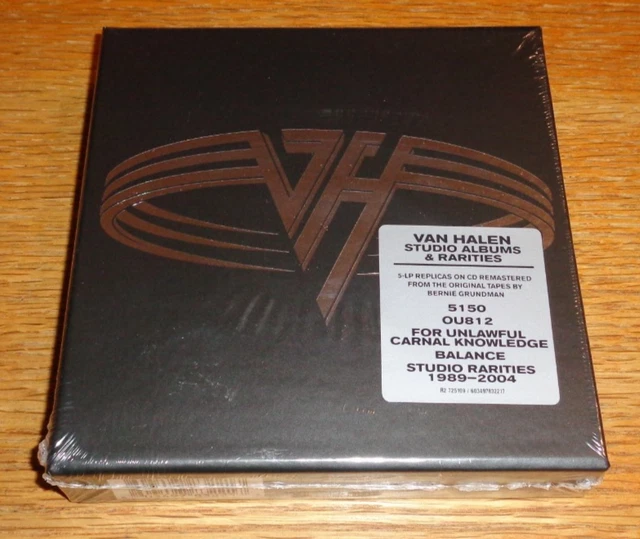 VH
VAN HALEN
STUDIO ALBUMS
& RARITIES
5-LP REPLICAS ON CD REMASTERED
FROM THE ORIGINAL TAPES BY
BERNIE GRUNDMAN
5150
OU812
FOR UNLAWFUL
CARNAL KNOWLEDGE
BALANCE
STUDIO RARITIES
1989–2004